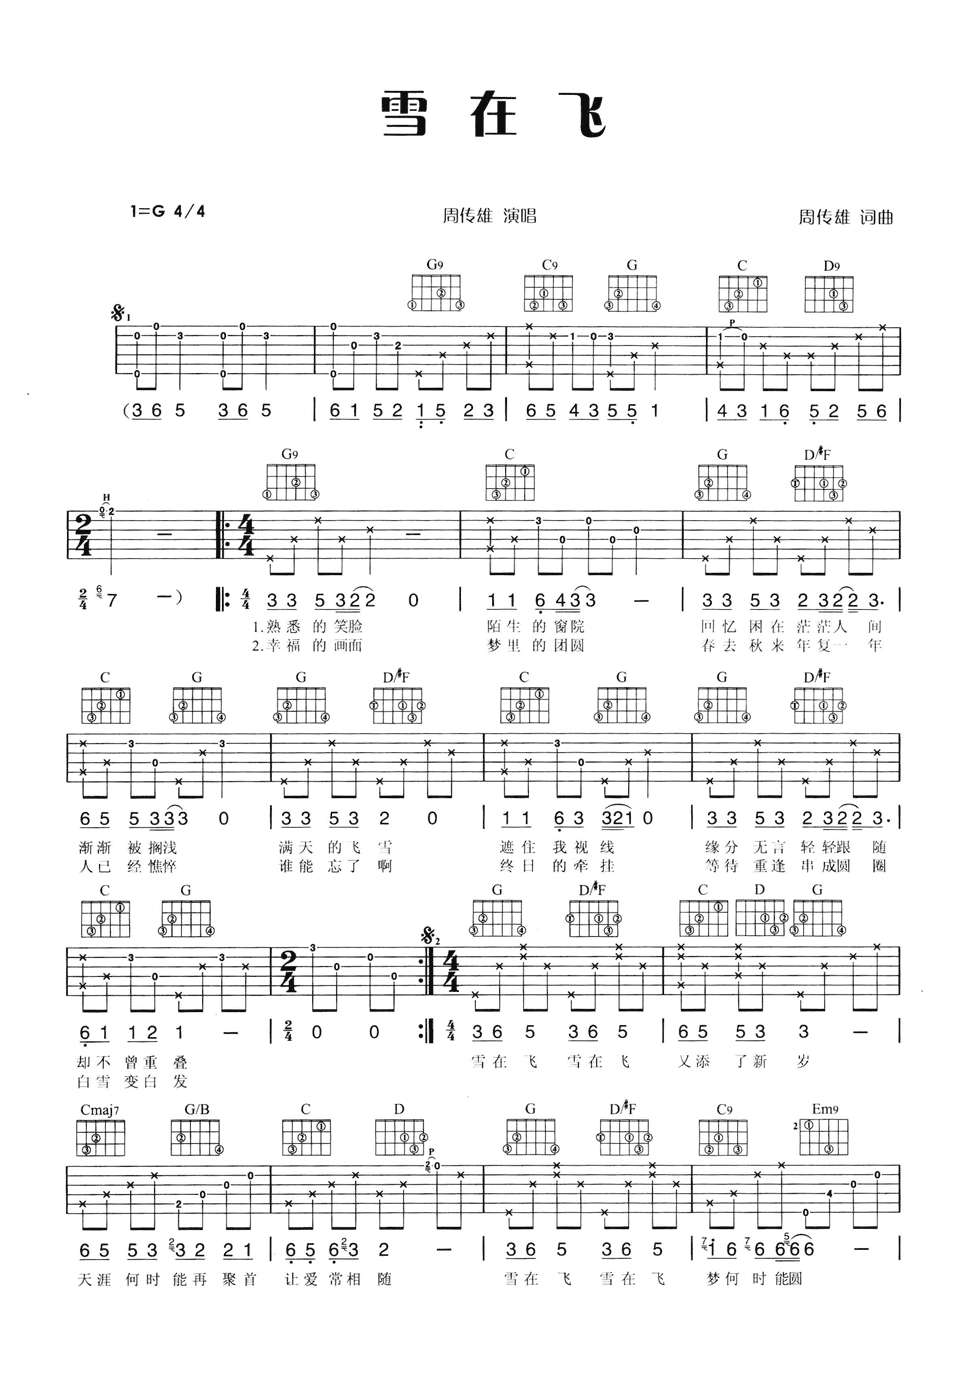 雪在飞
1=G 4/4 周传雄 演唱 周传雄 词曲
G9 C9 G C D9
(3 6 5 3 6 5 | 6 1 5 2 1 5 2 3 | 6 5 4 3 5 5 1 | 4 3 1 6 5 2 5 6 |
G9 C G D/#F
2/4 6 7 －) ‖: 4/4 3 3 5 3 2 2 0 | 1 1 6 4 3 3 － | 3 3 5 3 2 3 2 2 3. |
1.熟悉 的笑脸 陌生 的窗院 回忆 困在 茫茫人 间
2.幸福 的画面 梦里 的团圆 春去 秋来 年复一 年
C G G D/#F C G G D/#F
6 5 5 3 3 3 0 | 3 3 5 3 2 0 | 1 1 6 3 3 2 1 0 | 3 3 5 3 2 3 2 2 3. |
渐渐 被搁浅 满天 的飞 雪 遮住 我视 线 缘分 无言 轻轻跟 随
人已 经憔悴 谁能 忘了 啊 终日 的牵 挂 等待 重逢 串成圆 圈
C G G D/#F C D G
6 1 1 2 1 － | 2/4 0 0 :‖ 4/4 3 6 5 3 6 5 | 6 5 5 3 3 － |
却不 曾重 叠 雪在 飞 雪在 飞 又添 了新 岁
白雪 变白 发
Cmaj7 G/B C D G D/#F C9 Em9
6 5 5 3 2 3 2 2 1 | 6 5 6 2 3 2 － | 3 6 5 3 6 5 | 7 1 6 7 6 6 5 6 6 － |
天涯 何时 能再 聚首 让爱 常相 随 雪在 飞 雪在 飞 梦何 时能圆